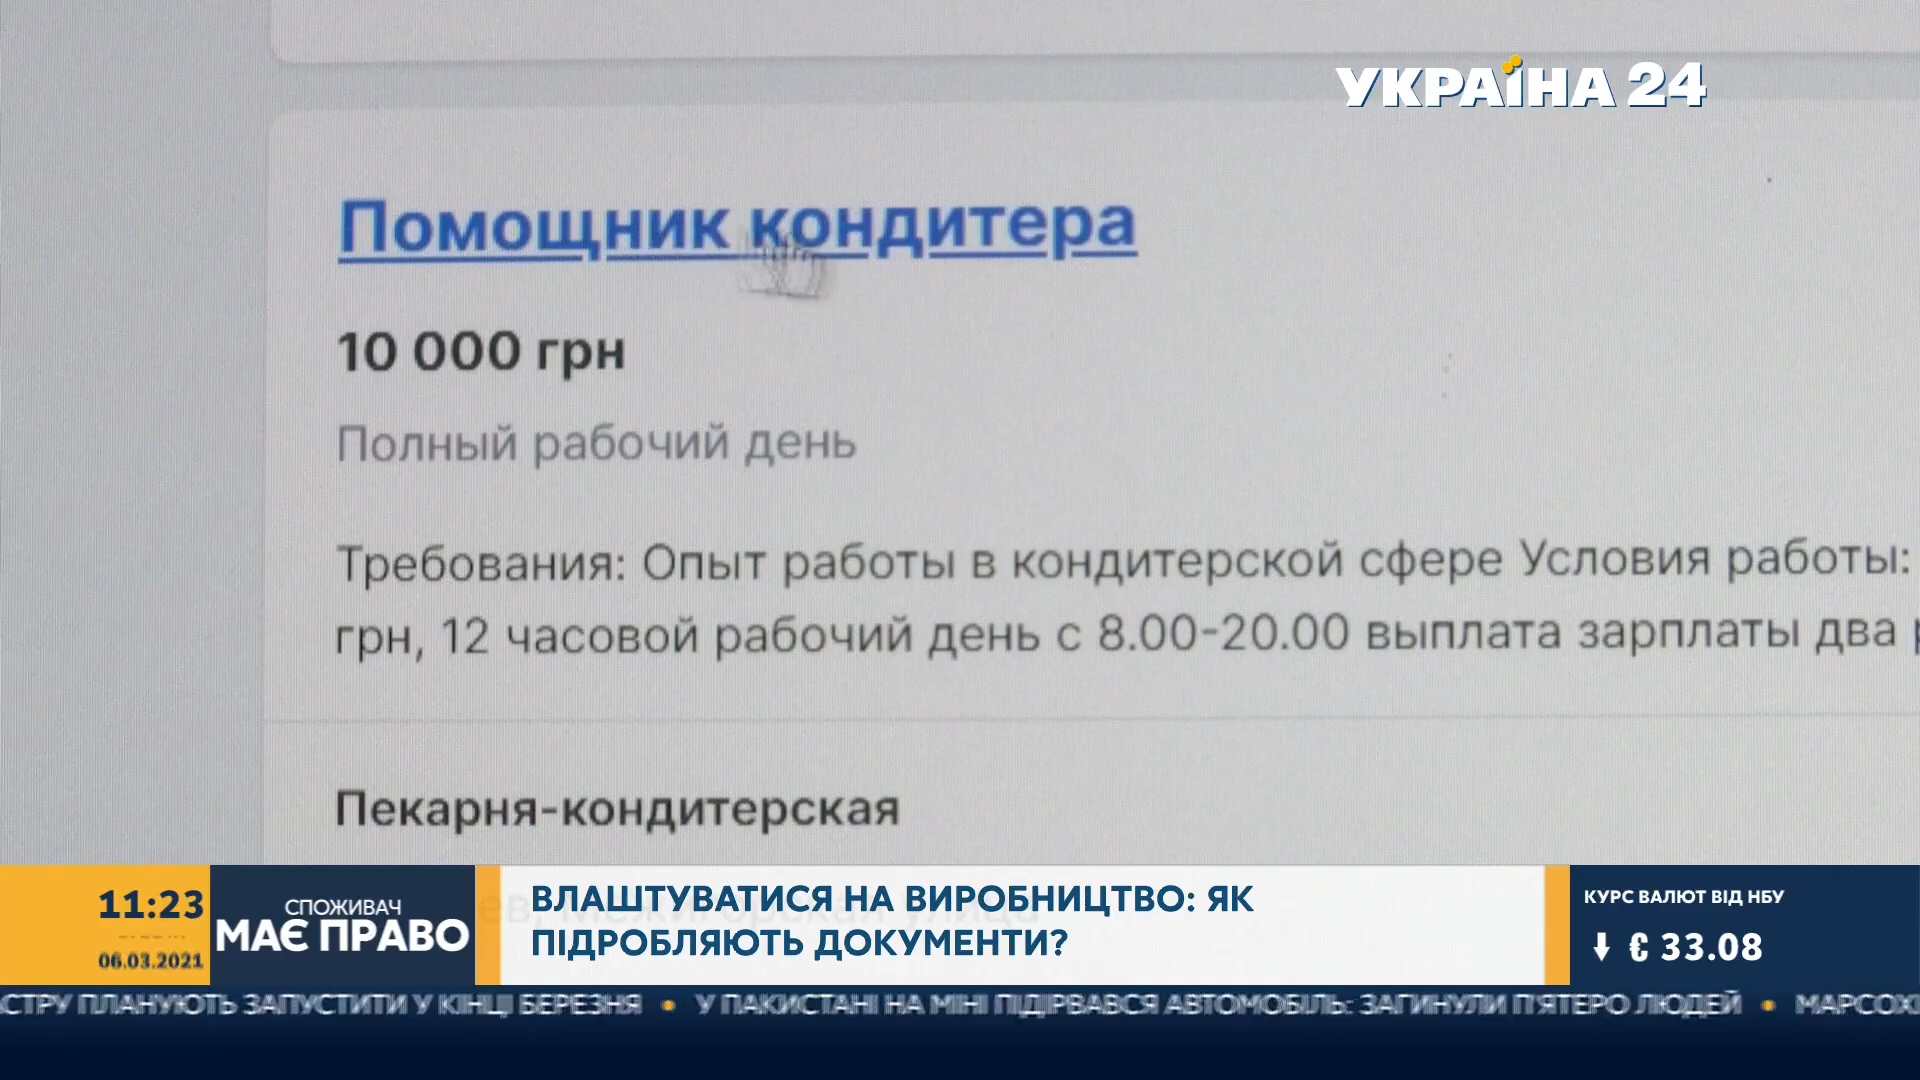 УКРАЇНА 24
Помощник кондитера
10 000 грн
Полный рабочий день
Требования: Опыт работы в кондитерской сфере Условия работы:
грн, 12 часовой рабочий день с 8.00-20.00 выплата зарплаты два
Пекарня-кондитерская
11:23
06.03.2021
СПОЖИВАЧ
МАЄ ПРАВО
ВЛАШТУВАТИСЯ НА ВИРОБНИЦТВО: ЯК
ПІДРОБЛЯЮТЬ ДОКУМЕНТИ?
КУРС ВАЛЮТ ВІД НБУ
↓ € 33.08
СТРУ ПЛАНУЮТЬ ЗАПУСТИТИ У КІНЦІ БЕРЕЗНЯ • У ПАКИСТАНІ НА МІНІ ПІДІРВАВСЯ АВТОМОБІЛЬ: ЗАГИНУЛИ П'ЯТЕРО ЛЮДЕЙ • МАРСОХ